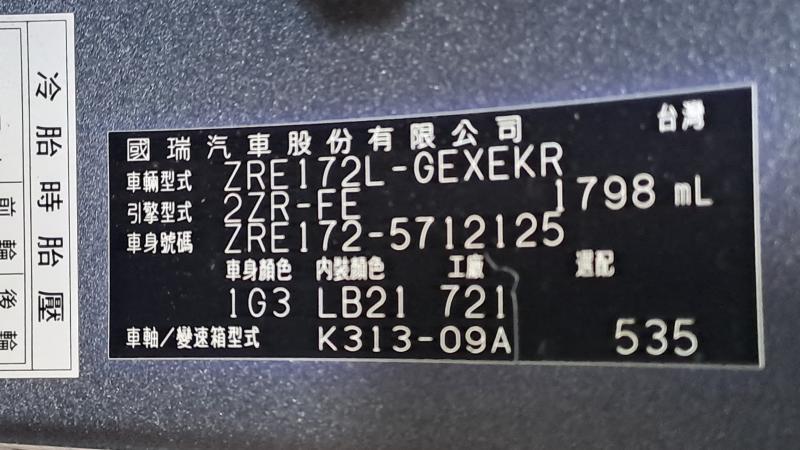 冷胎時胎壓
前輪
後輪
國瑞汽車股份有限公司 台灣
車輛型式 ZRE172L-GEXEKR
引擎型式 2ZR-FE 1798 mL
車身號碼 ZRE172-5712125
車身顏色 內裝顏色 工廠 選配
1G3 LB21 721
車軸/變速箱型式 K313-09A 535